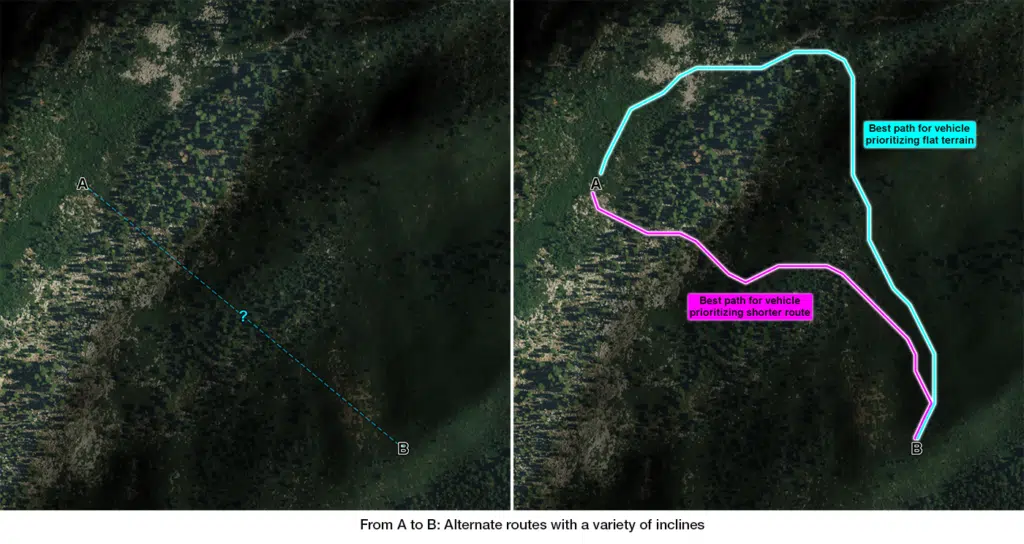 A
?
B
A
Best path for vehicle
prioritizing flat terrain
Best path for vehicle
prioritizing shorter route
B
From A to B: Alternate routes with a variety of inclines